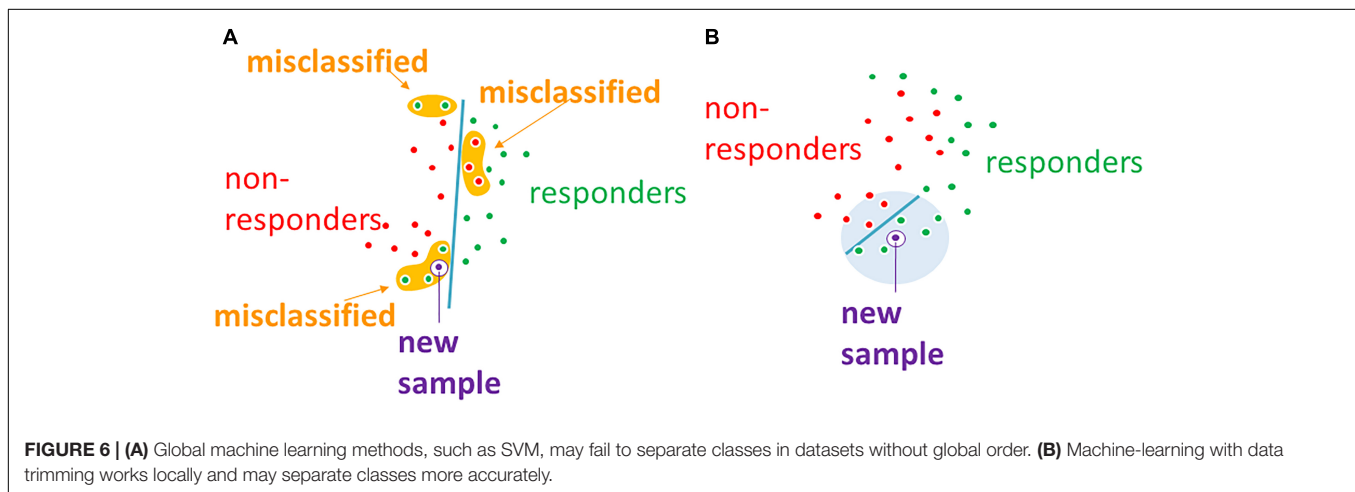 A
misclassified
misclassified
non-
responders
responders
misclassified
new
sample
B
non-
responders
responders
new
sample
FIGURE 6 | (A) Global machine learning methods, such as SVM, may fail to separate classes in datasets without global order. (B) Machine-learning with data
trimming works locally and may separate classes more accurately.